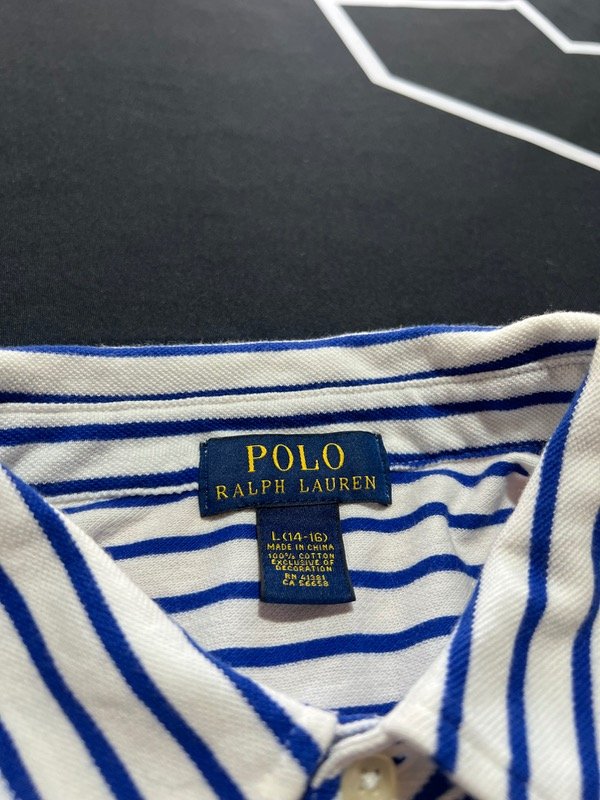 POLO
RALPH LAUREN
L (14-16)
MADE IN CHINA
100% COTTON
EXCLUSIVE OF
DECORATION
RN 41381
CA 56658